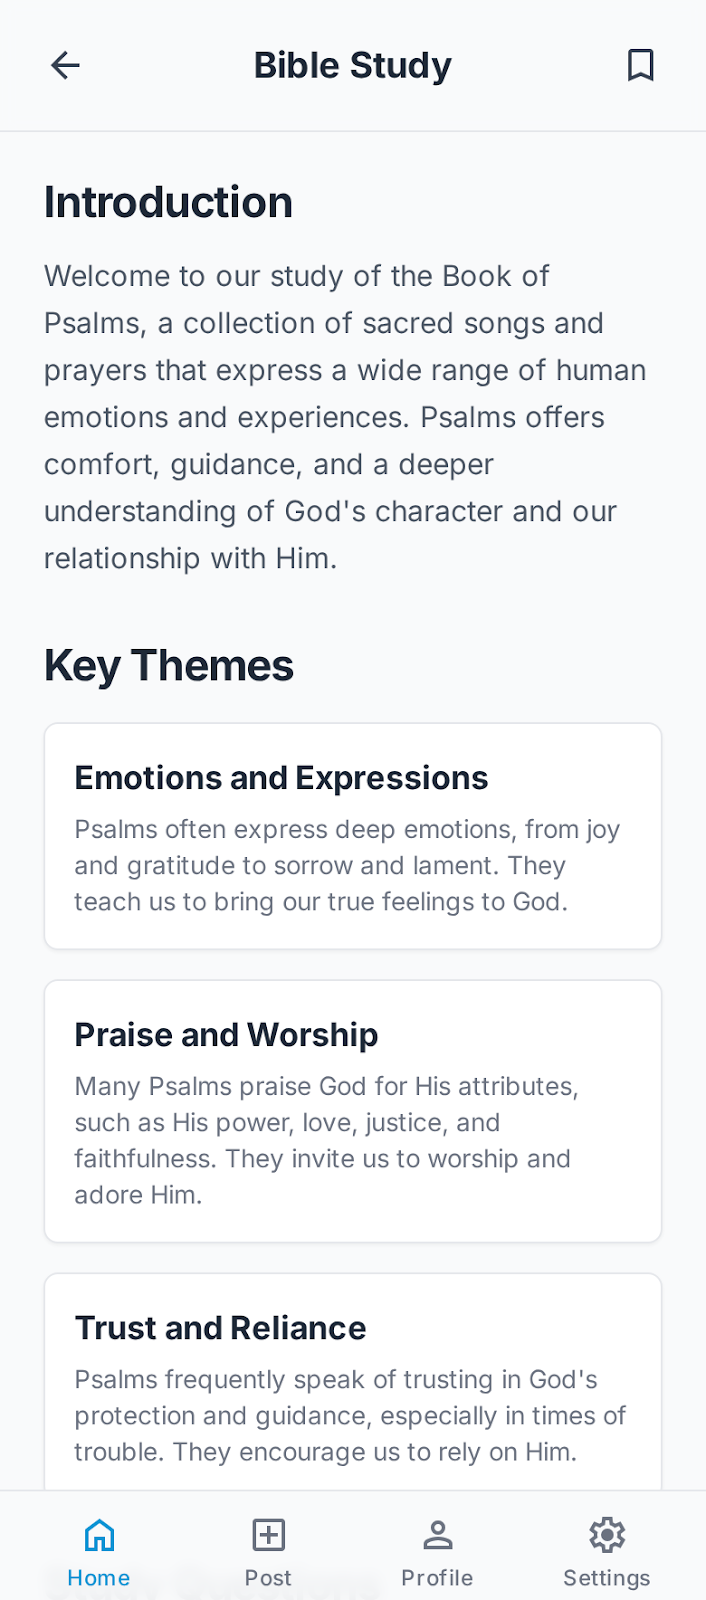 Bible Study
Introduction
Welcome to our study of the Book of
Psalms, a collection of sacred songs and
prayers that express a wide range of human
emotions and experiences. Psalms offers
comfort, guidance, and a deeper
understanding of God's character and our
relationship with Him.
Key Themes
Emotions and Expressions
Psalms often express deep emotions, from joy
and gratitude to sorrow and lament. They
teach us to bring our true feelings to God.
Praise and Worship
Many Psalms praise God for His attributes,
such as His power, love, justice, and
faithfulness. They invite us to worship and
adore Him.
Trust and Reliance
Psalms frequently speak of trusting in God's
protection and guidance, especially in times of
trouble. They encourage us to rely on Him.
Home
Post
Profile
Settings